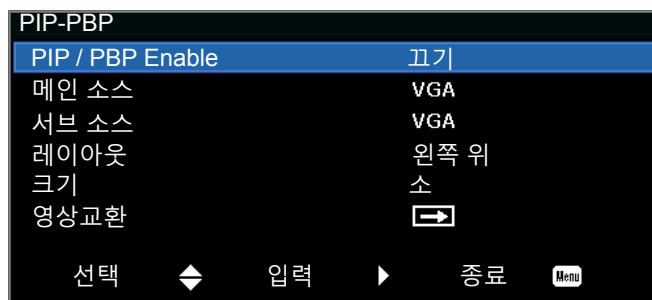 PIP-PBP
PIP / PBP Enable 끄기
메인 소스 VGA
서브 소스 VGA
레이아웃 왼쪽 위
크기 소
영상교환
선택 입력 종료 Menu